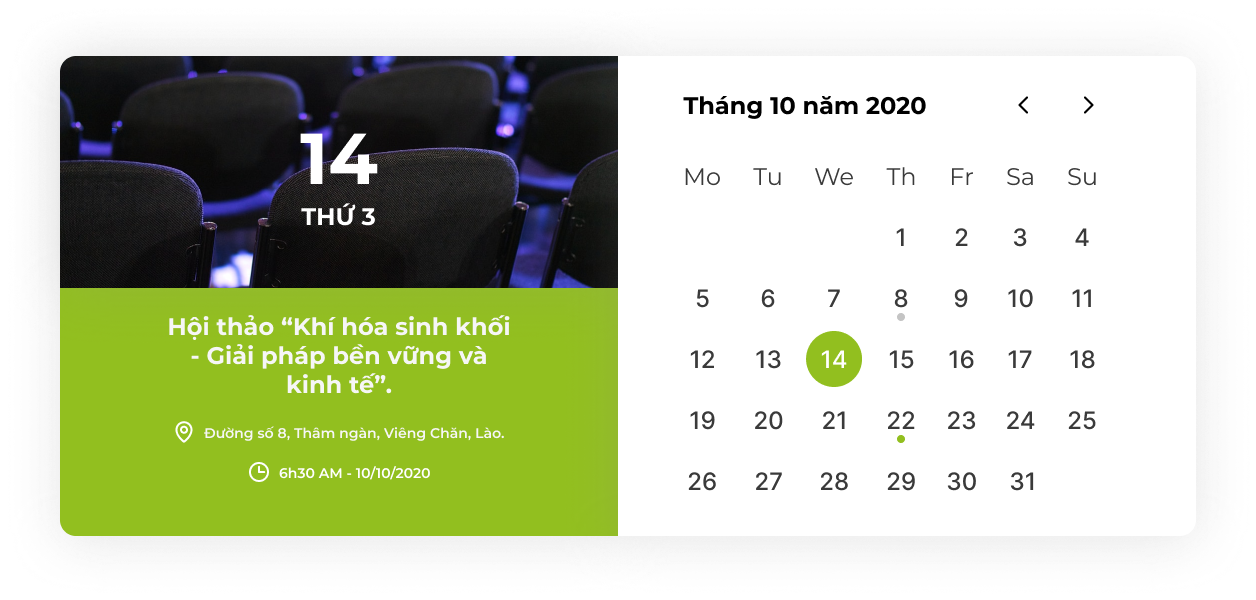 14
THỨ 3
Hội thảo “Khí hóa sinh khối
- Giải pháp bền vững và
kinh tế”.
Đường số 8, Thâm ngàn, Viêng Chăn, Lào.
6h30 AM - 10/10/2020
Tháng 10 năm 2020
Mo Tu We Th Fr Sa Su
1 2 3 4
5 6 7 8 9 10 11
12 13 14 15 16 17 18
19 20 21 22 23 24 25
26 27 28 29 30 31